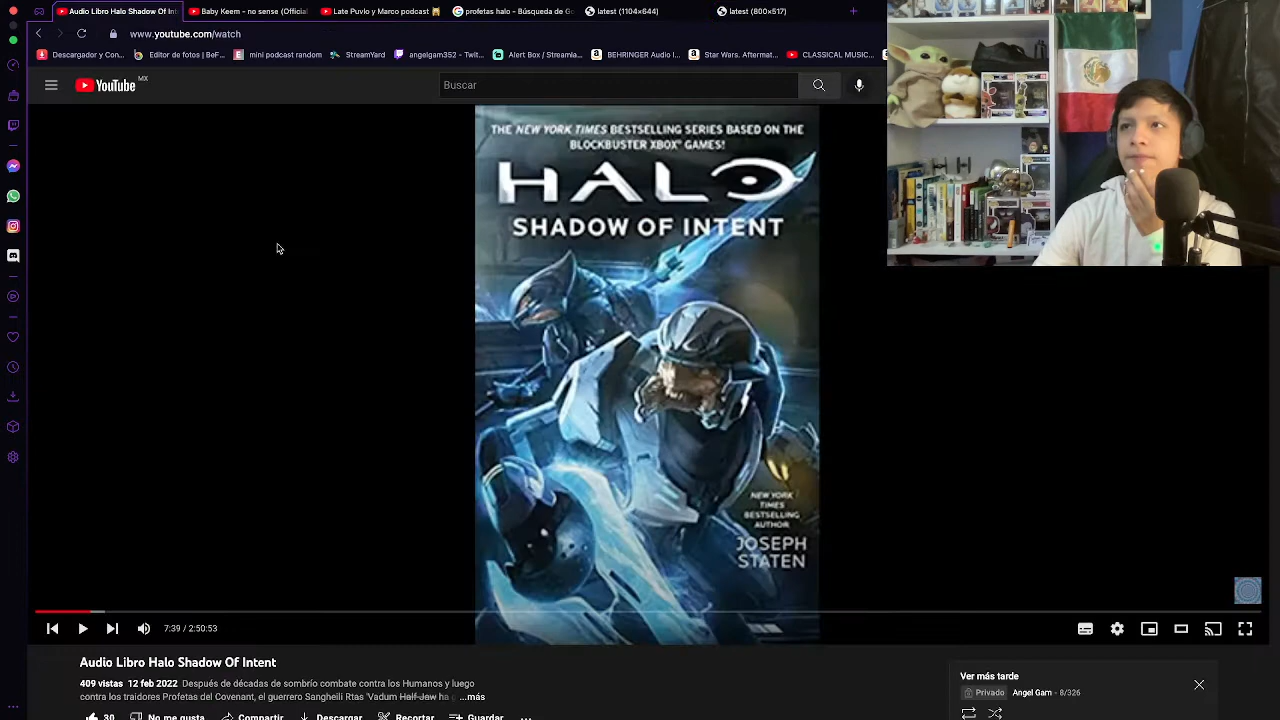 Audio Libro Halo Shadow Of In
Baby Keem - no sense (Official
Late Puvlo y Marco podcast
profetas halo - Búsqueda de Go
latest (1104×644)
latest (800×517)
www.youtube.com/watch
Descargador y Con...
Editor de fotos | BeF...
mini podcast random
StreamYard
angelgam352 - Twit...
Alert Box / Streamla...
BEHRINGER Audio I...
Star Wars. Aftermat...
CLASSICAL MUSIC...
YouTube MX
Buscar
THE NEW YORK TIMES BESTSELLING SERIES BASED ON THE
BLOCKBUSTER XBOX® GAMES!
HALO
SHADOW OF INTENT
NEW YORK
TIMES
BESTSELLING
AUTHOR
JOSEPH
STATEN
7:39 / 2:50:53
Audio Libro Halo Shadow Of Intent
409 vistas 12 feb 2022 Después de décadas de sombrío combate contra los Humanos y luego
contra los traidores Profetas del Covenant, el guerrero Sangheili Rtas 'Vadum Half-Jaw ha e ...más
30 No me gusta Compartir Descargar Recortar Guardar ...
Ver más tarde
Privado Angel Gam - 8/326